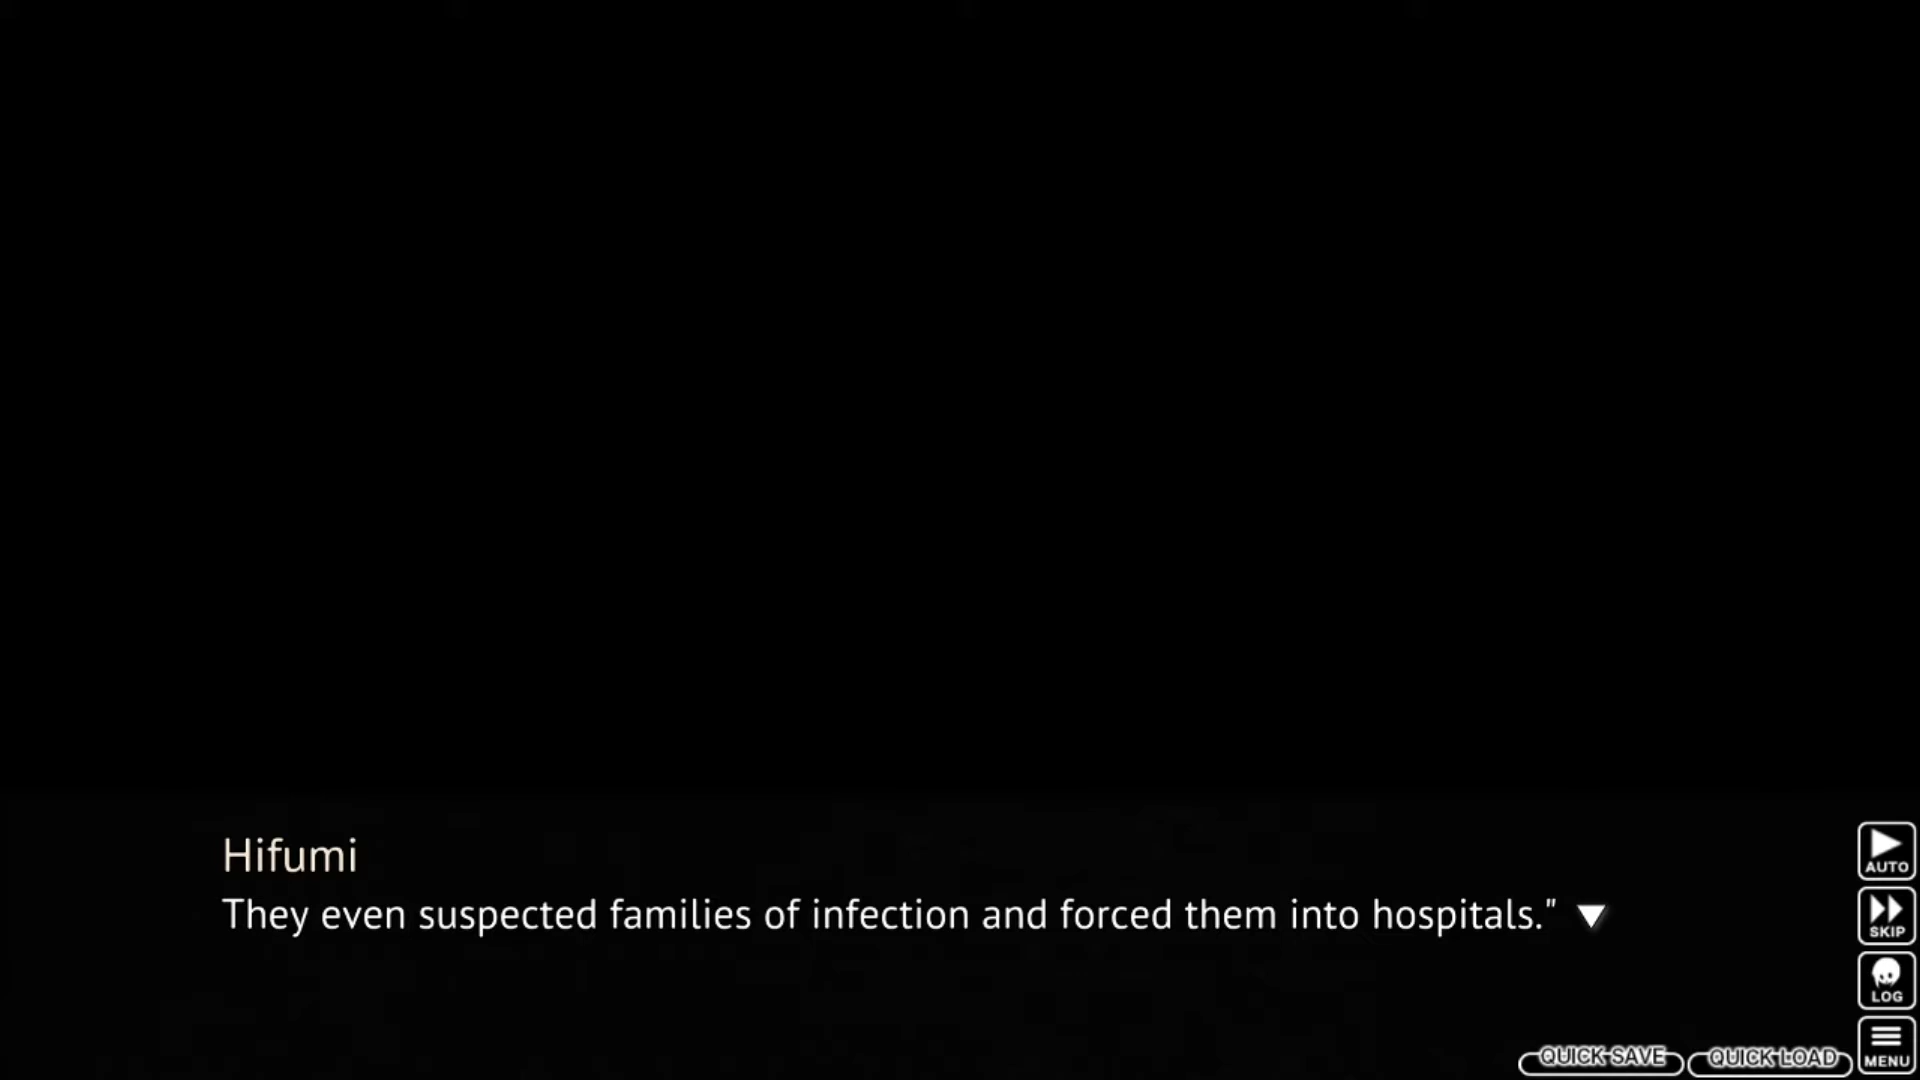 Hifumi
They even suspected families of infection and forced them into hospitals."
AUTO
SKIP
LOG
MENU
QUICK SAVE
QUICK LOAD